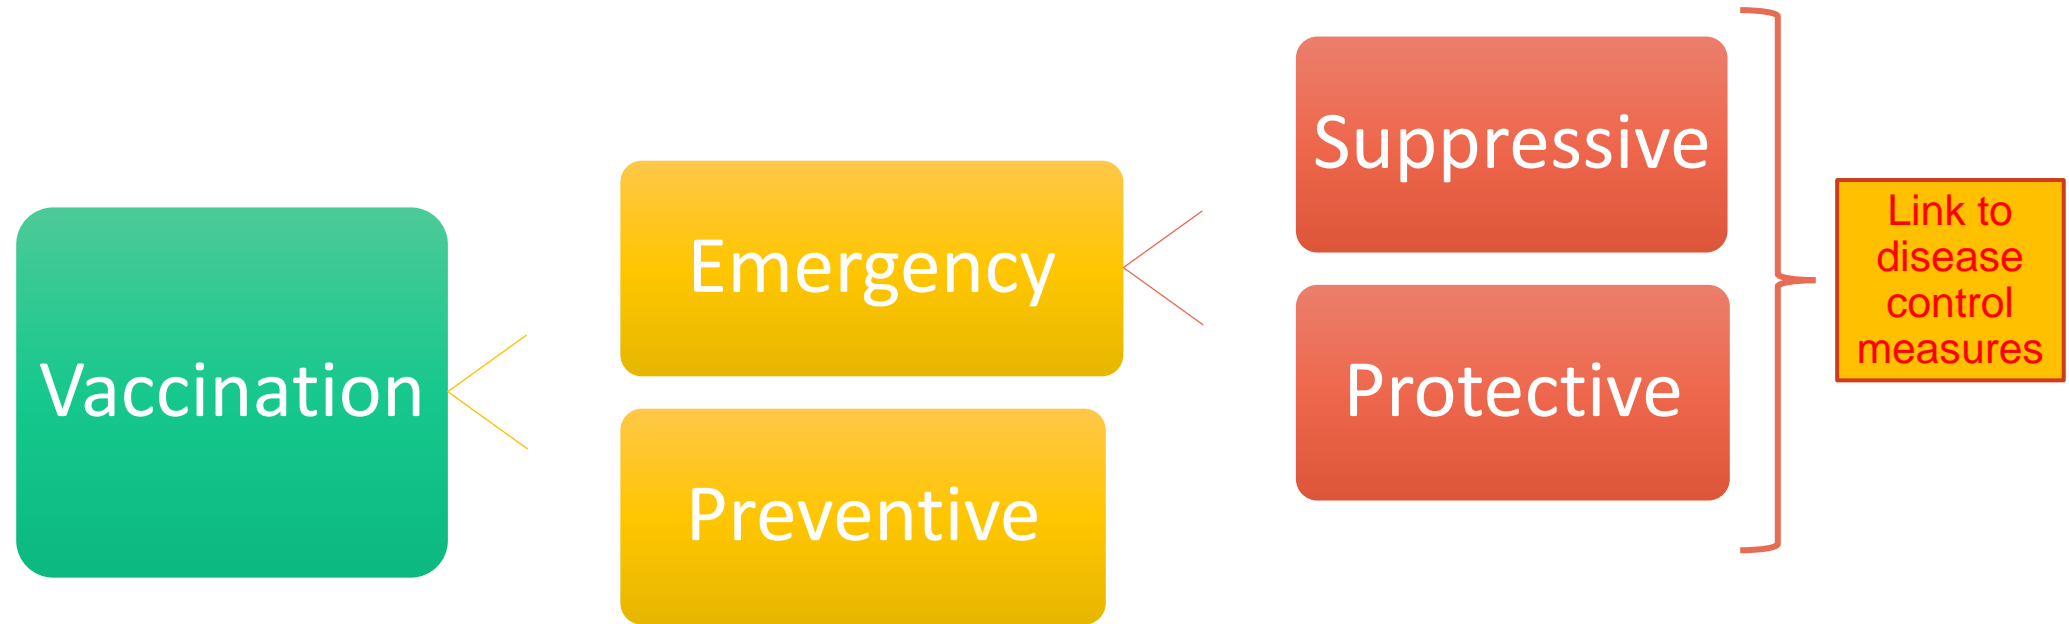 Vaccination
Emergency
Preventive
Suppressive
Protective
Link to
disease
control
measures